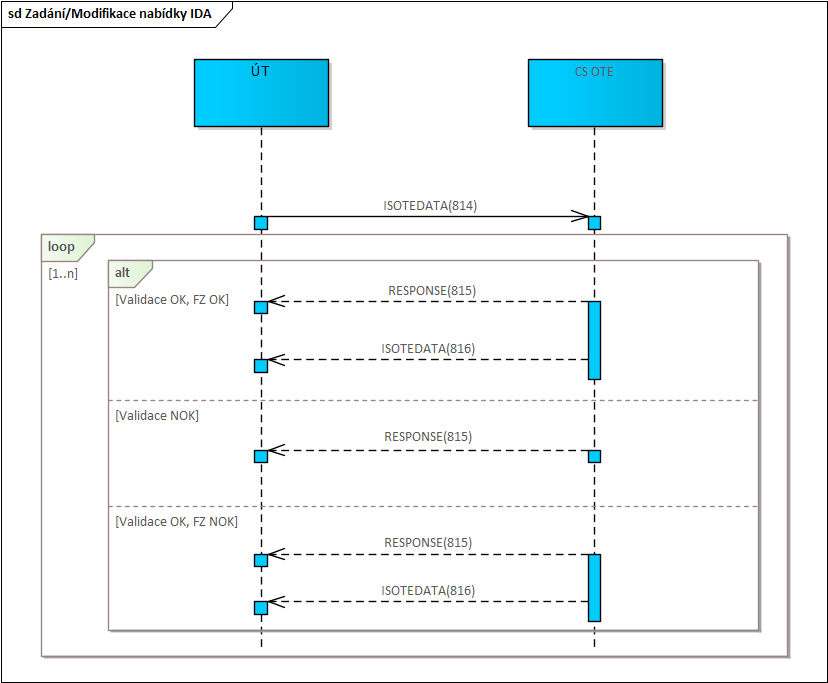 sd Zadání/Modifikace nabídky IDA
ÚT
CS OTE
ISOTEDATA(814)
loop
[1..n]
alt
[Validace OK, FZ OK]
RESPONSE(815)
ISOTEDATA(816)
[Validace NOK]
RESPONSE(815)
[Validace OK, FZ NOK]
RESPONSE(815)
ISOTEDATA(816)